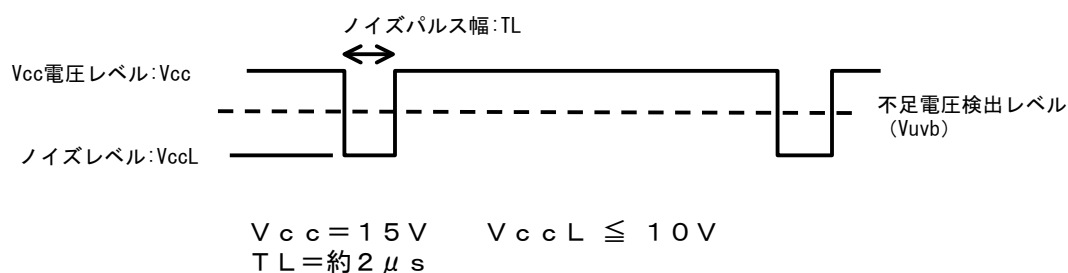 ノイズパルス幅:TL
Vcc電圧レベル:Vcc
不足電圧検出レベル
(Vuvb)
ノイズレベル:VccL
Vcc=15V VccL ≦ 10V
TL=約2μs